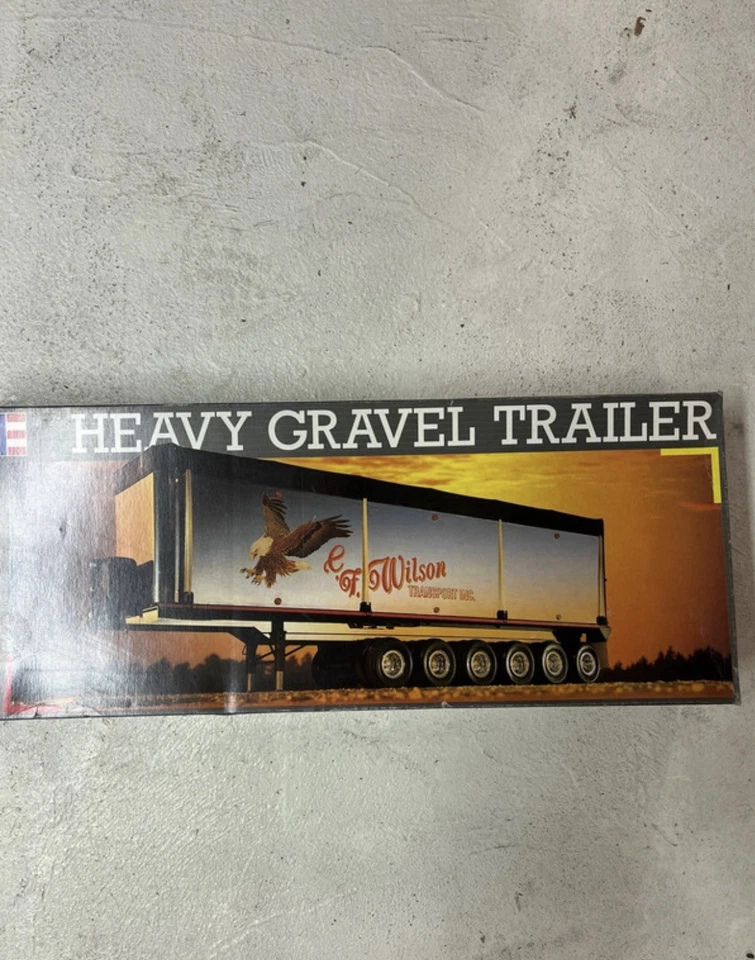 HEAVY GRAVEL TRAILER
C.F. Wilson
TRANSPORT INC.